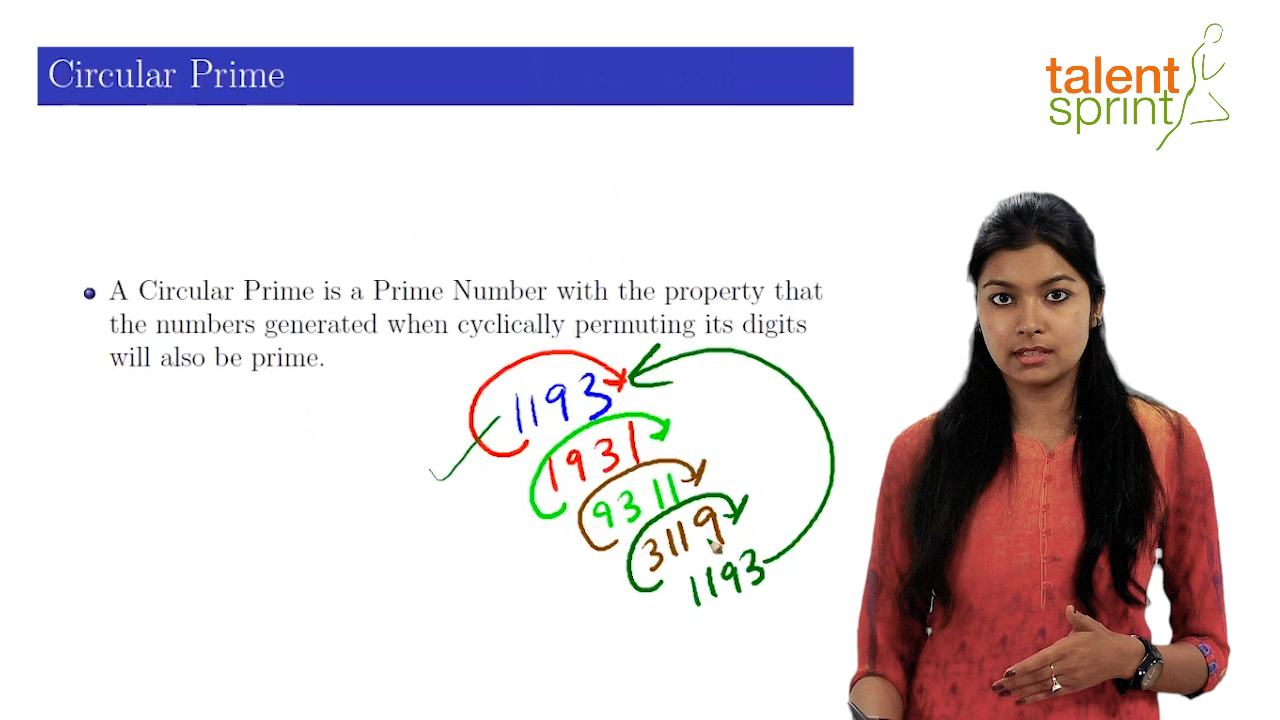 Circular Prime
talent
sprint
A Circular Prime is a Prime Number with the property that
the numbers generated when cyclically permuting its digits
will also be prime.
1193
1931
9311
3119
1193